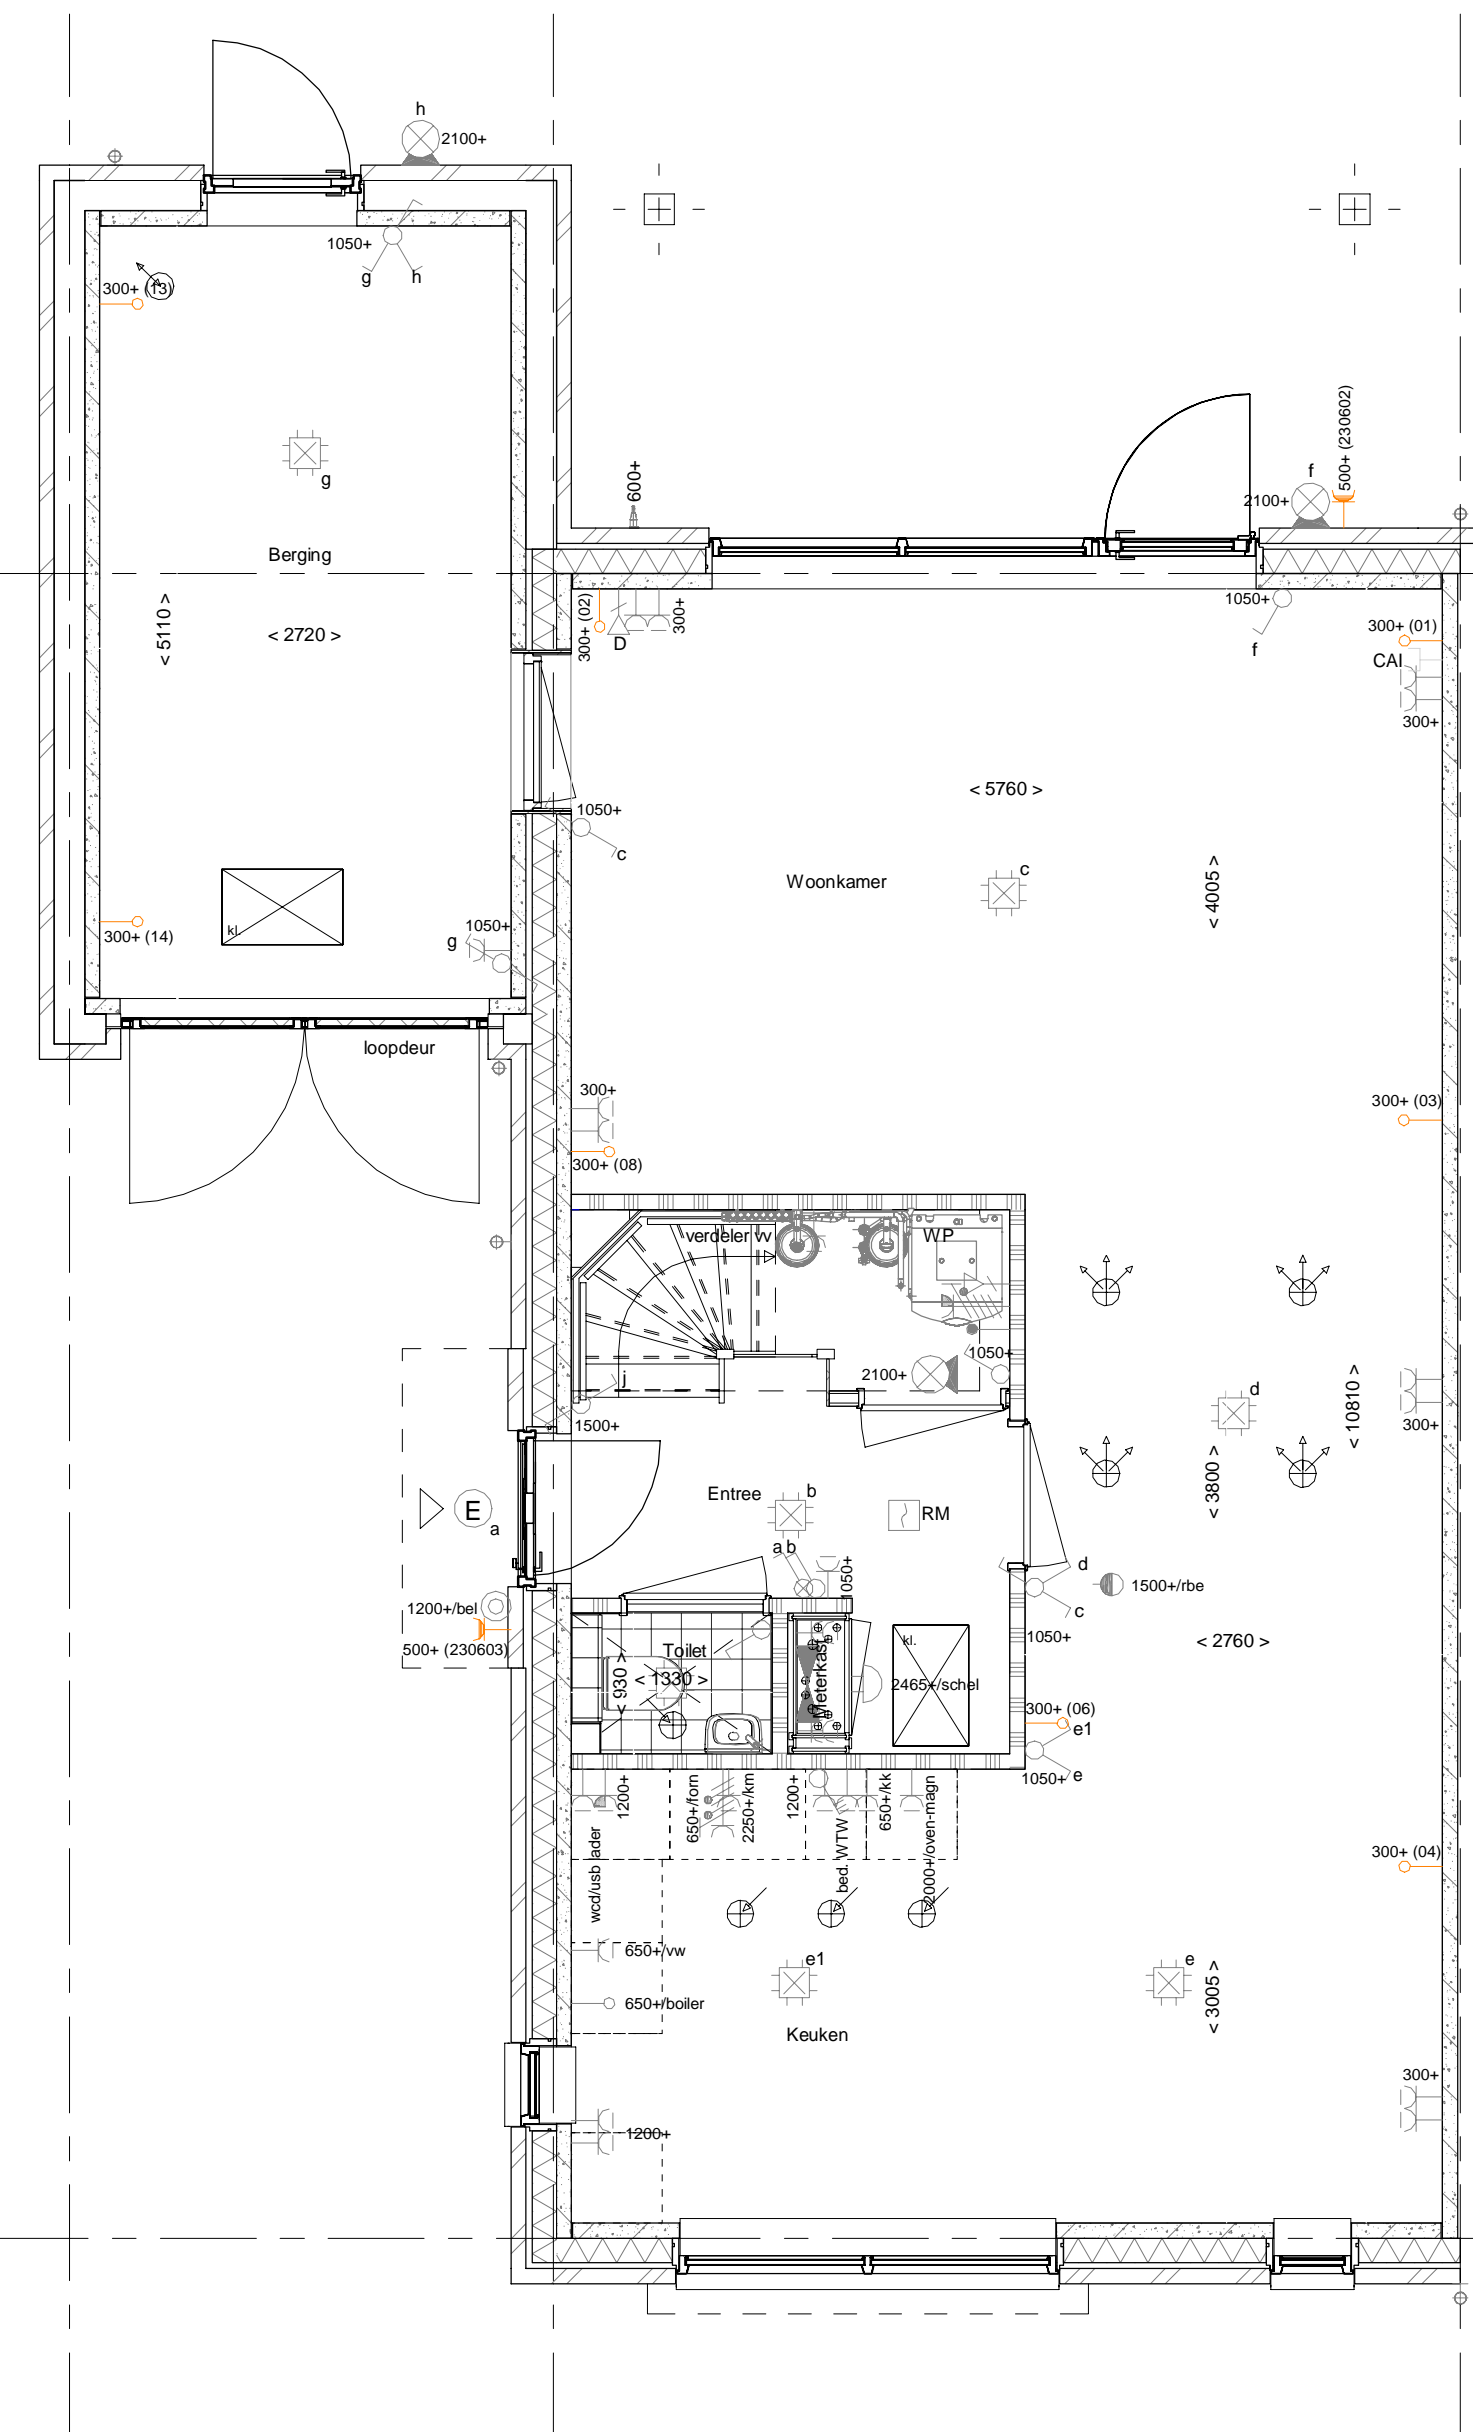 h
2100+
1050+
g
h
300+ (13)
g
Berging
< 5110 >
< 2720 >
600+
f
2100+
500+ (230602)
300+ (02)
D
300+
1050+
f
300+ (01)
CAI
300+
< 5760 >
1050+
c
Woonkamer
c
< 4005 >
kl.
300+ (14)
1050+
g
loopdeur
300+
300+ (08)
300+ (03)
verdeler vv
WP
1050+
2100+
j
1500+
d
< 10810 >
300+
< 3800 >
Entree
b
RM
E
a
a b
1050+
d
1500+/rbe
c
1200+/bel
500+ (230603)
1050+
Toilet
< 930 >
< 1330 >
Meterkast
kl.
2465+/schel
< 2760 >
300+ (06)
e1
1050+
e
1200+
650+/forn
2250+/km
1200+
650+/kk
bed. WTW
2000+/oven-magn
wcd/usb lader
300+ (04)
650+/vw
e1
e
650+/boiler
< 3005 >
Keuken
300+
1200+